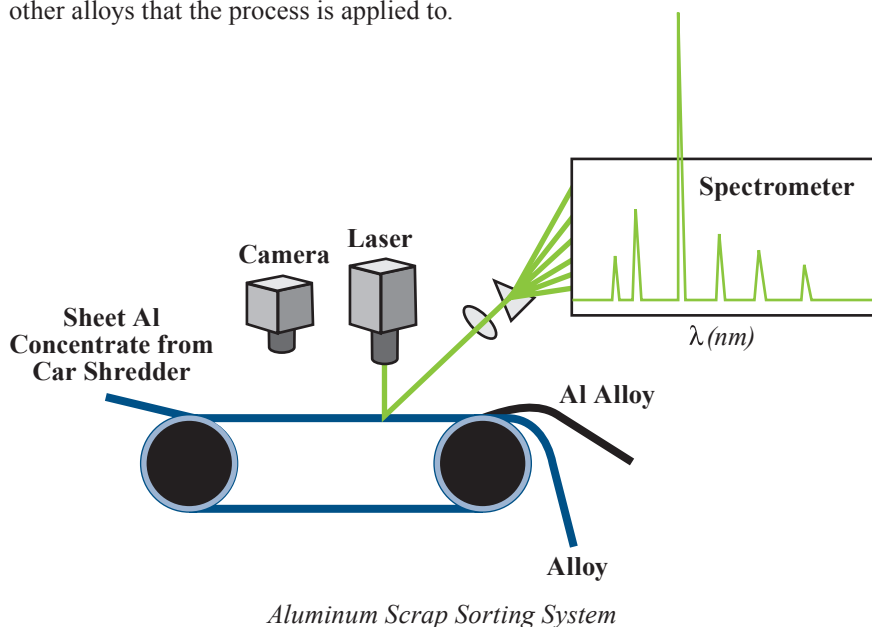 other alloys that the process is applied to.
Spectrometer
Laser
Camera
Sheet Al
Concentrate from
Car Shredder
λ (nm)
Al Alloy
Alloy
Aluminum Scrap Sorting System